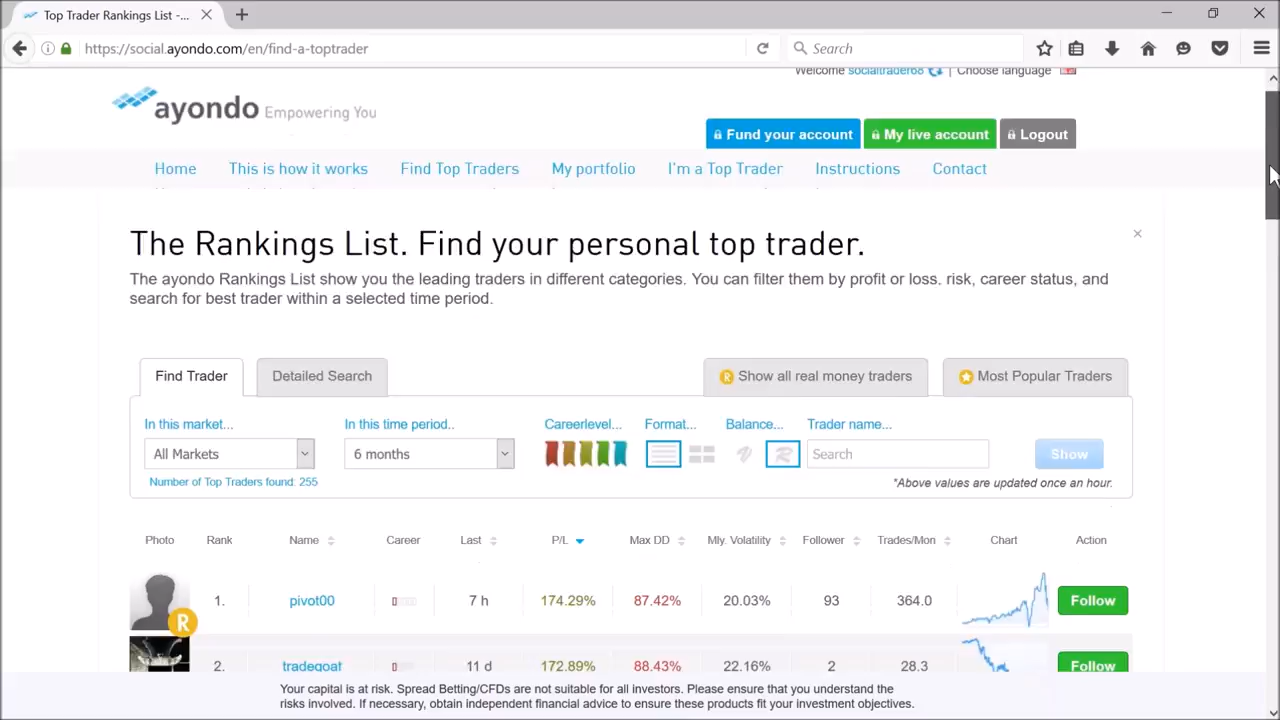 Top Trader Rankings List -...
https://social.ayondo.com/en/find-a-toptrader
Search
Welcome socialtrader68 | Choose language
ayondo Empowering You
Fund your account
My live account
Logout
Home
This is how it works
Find Top Traders
My portfolio
I'm a Top Trader
Instructions
Contact
The Rankings List. Find your personal top trader.
The ayondo Rankings List show you the leading traders in different categories. You can filter them by profit or loss. risk, career status, and
search for best trader within a selected time period.
Find Trader
Detailed Search
R Show all real money traders
Most Popular Traders
In this market...
In this time period..
Careerlevel...
Format...
Balance...
Trader name...
All Markets
6 months
V
R
Search
Show
Number of Top Traders found: 255
*Above values are updated once an hour.
Photo Rank Name Career Last P/L Max DD Mly. Volatility Follower Trades/Mon Chart Action
R 1. pivot00 7 h 174.29% 87.42% 20.03% 93 364.0 Follow
2. tradegoat 11 d 172.89% 88.43% 22.16% 2 28.3 Follow
Your capital is at risk. Spread Betting/CFDs are not suitable for all investors. Please ensure that you understand the
risks involved. If necessary, obtain independent financial advice to ensure these products fit your investment objectives.